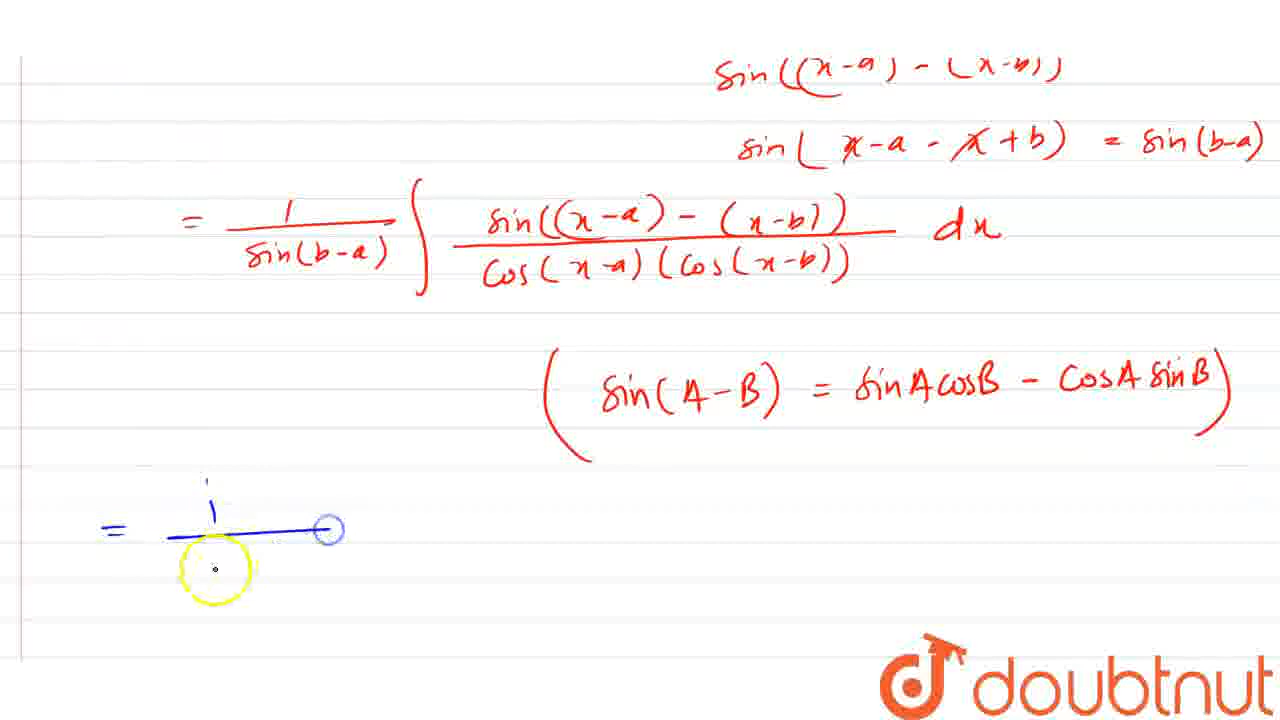 sin((x-a) - (x-b))
sin( x-a - x+b) = sin(b-a)
= 1/sin(b-a) ∫ sin((x-a) - (x-b))/cos(x-a)(cos(x-b)) dx
( sin(A-B) = sinAcosB - cosA sinB )
= 1
doubtnut